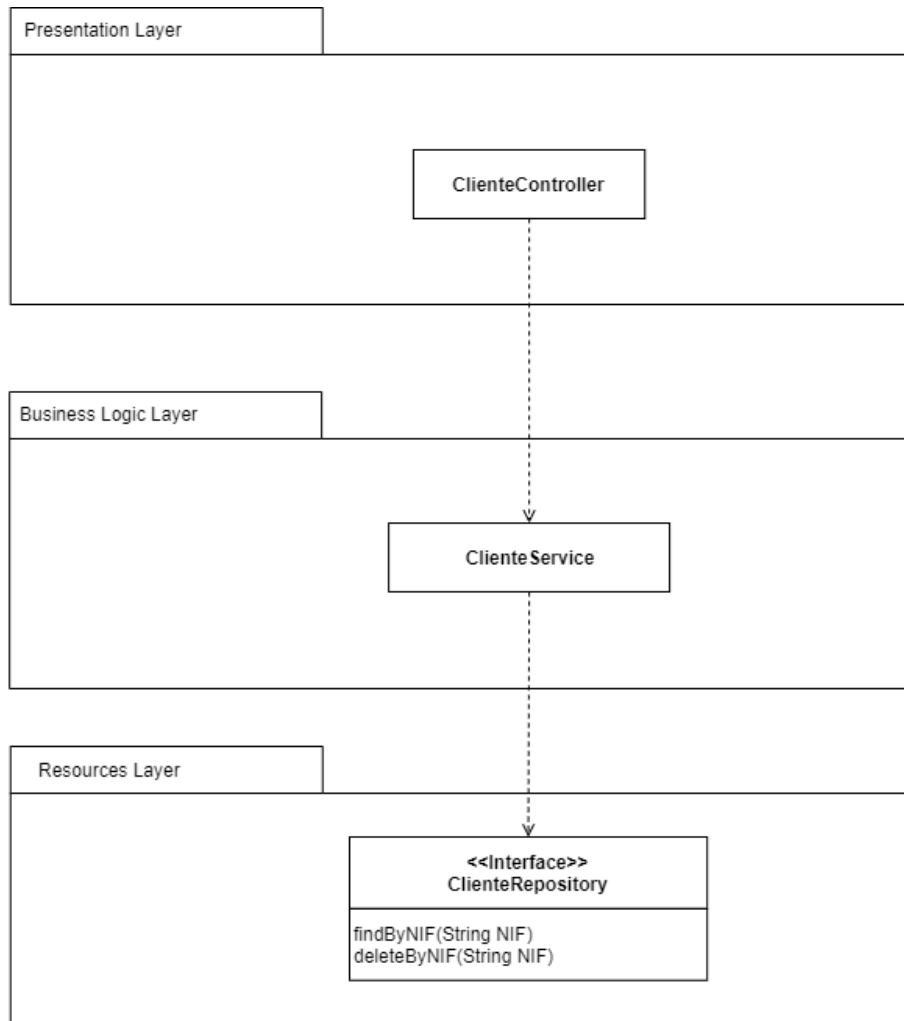 Presentation Layer
ClienteController
Business Logic Layer
ClienteService
Resources Layer
<<Interface>>
ClienteRepository
findByNIF(String NIF)
deleteByNIF(String NIF)